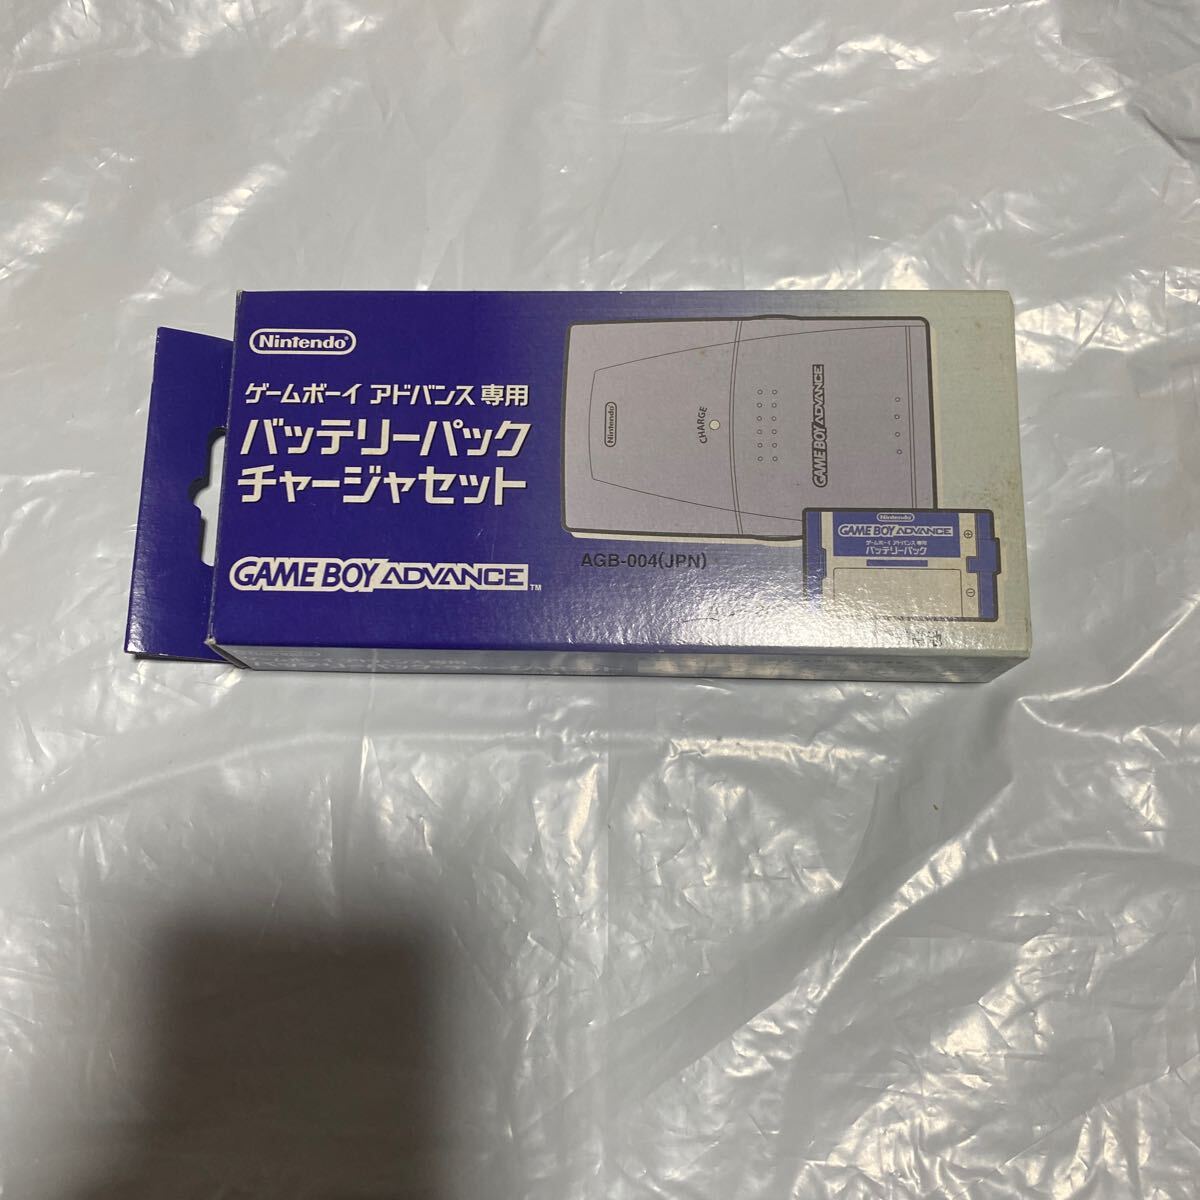 Nintendo
ゲームボーイ アドバンス 専用
バッテリーパック
チャージャセット
GAME BOY ADVANCE™
Nintendo
CHARGE
GAME BOY ADVANCE
AGB-004(JPN)
Nintendo
GAME BOY ADVANCE
ゲームボーイ アドバンス 専用
バッテリーパック